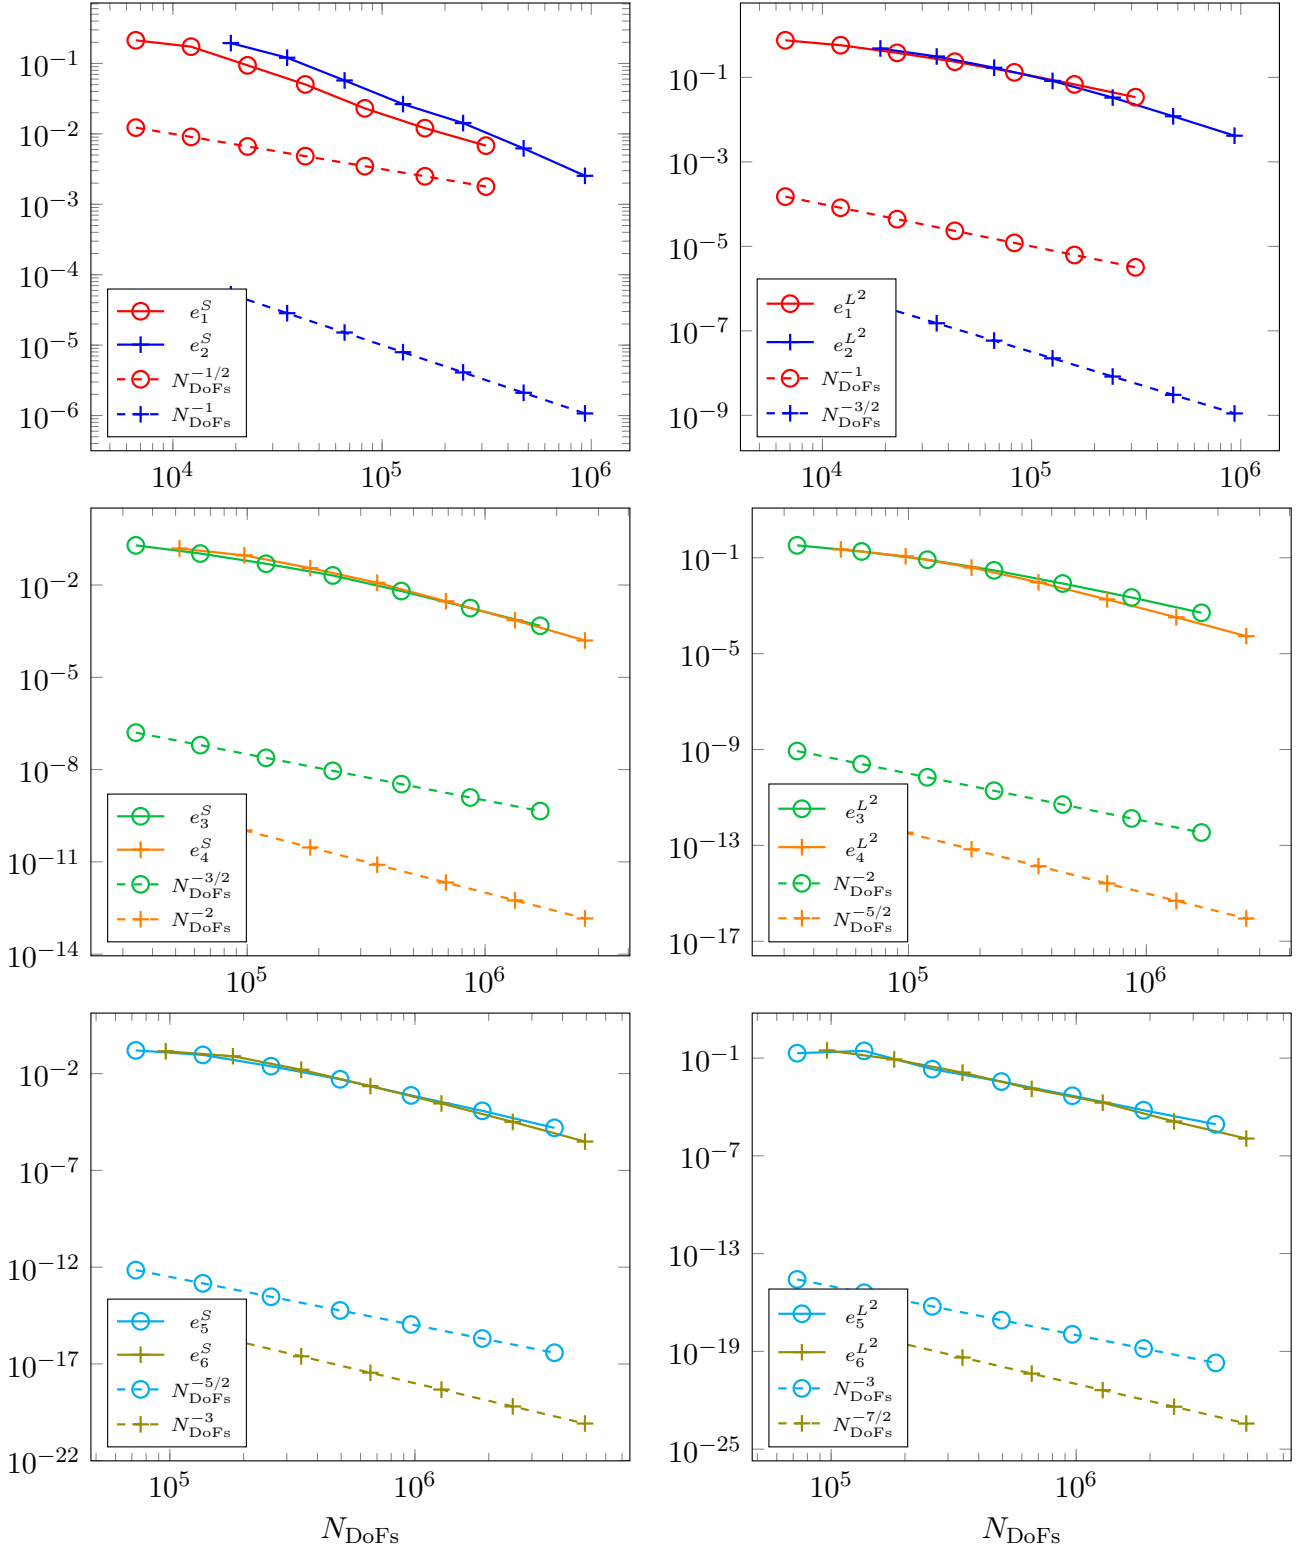 10^{-1}
10^{-2}
10^{-3}
10^{-4}
10^{-5}
10^{-6}
e_1^S
e_2^S
N_{DoFs}^{-1/2}
N_{DoFs}^{-1}
10^4 10^5 10^6
10^{-1}
10^{-3}
10^{-5}
10^{-7}
10^{-9}
e_1^{L^2}
e_2^{L^2}
N_{DoFs}^{-1}
N_{DoFs}^{-3/2}
10^4 10^5 10^6
10^{-2}
10^{-5}
10^{-8}
10^{-11}
10^{-14}
e_3^S
e_4^S
N_{DoFs}^{-3/2}
N_{DoFs}^{-2}
10^5 10^6
10^{-1}
10^{-5}
10^{-9}
10^{-13}
10^{-17}
e_3^{L^2}
e_4^{L^2}
N_{DoFs}^{-2}
N_{DoFs}^{-5/2}
10^5 10^6
10^{-2}
10^{-7}
10^{-12}
10^{-17}
10^{-22}
e_5^S
e_6^S
N_{DoFs}^{-5/2}
N_{DoFs}^{-3}
10^5 10^6
N_{DoFs}
10^{-1}
10^{-7}
10^{-13}
10^{-19}
10^{-25}
e_5^{L^2}
e_6^{L^2}
N_{DoFs}^{-3}
N_{DoFs}^{-7/2}
10^5 10^6
N_{DoFs}